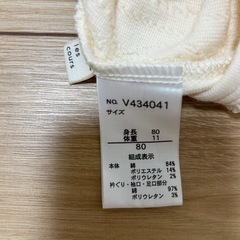 les
cours
NO. V434041
サイズ
身長 80
体重 11
80
組成表示
本体 綿 84%
ポリエステル 14%
ポリウレタン 2%
衿ぐり・袖口・足口部分
綿 97%
ポリウレタン 3%